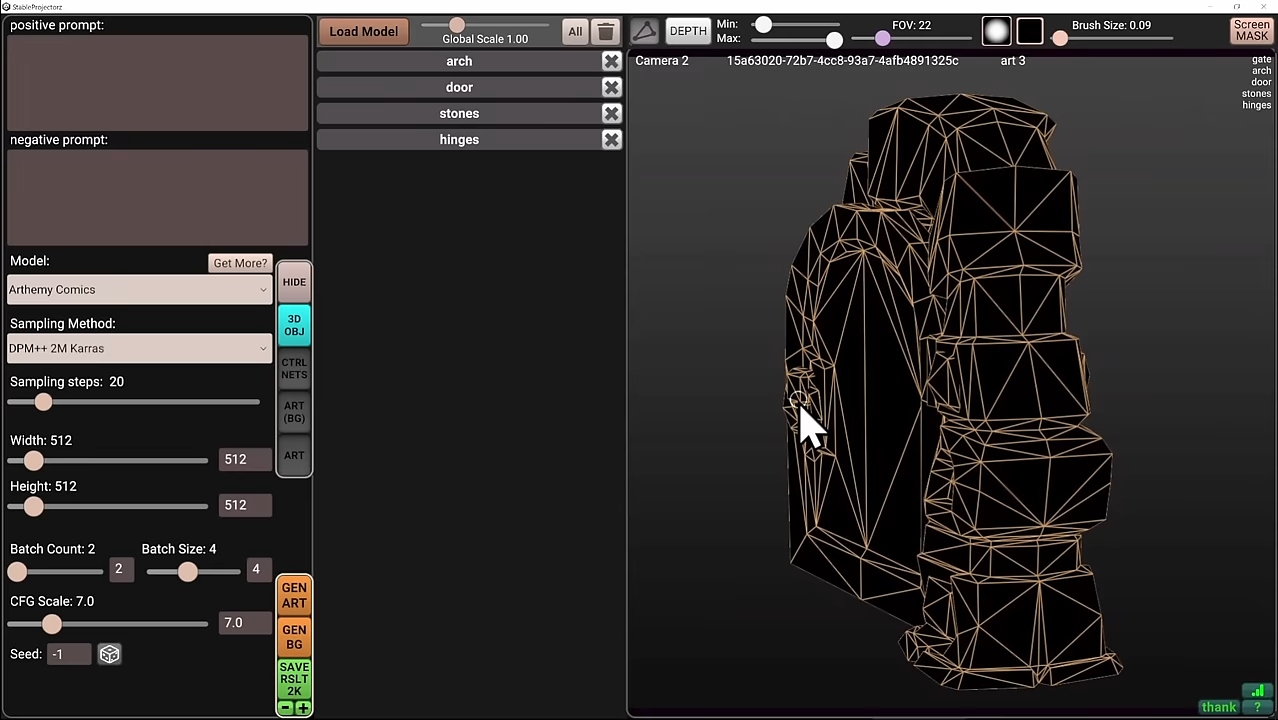 StableProjectorz
positive prompt:
negative prompt:
Model:
Get More?
Arthemy Comics
Sampling Method:
DPM++ 2M Karras
Sampling steps: 20
Width: 512
512
Height: 512
512
Batch Count: 2
Batch Size: 4
2
4
CFG Scale: 7.0
7.0
Seed:
-1
HIDE
3D
OBJ
CTRL
NETS
ART
(BG)
ART
GEN
ART
GEN
BG
SAVE
RSLT
2K
- +
Load Model
Global Scale 1.00
All
arch
door
stones
hinges
DEPTH
Min:
Max:
FOV: 22
Brush Size: 0.09
Screen
MASK
Camera 2
15a63020-72b7-4cc8-93a7-4afb4891325c
art 3
gate
arch
door
stones
hinges
thank
?